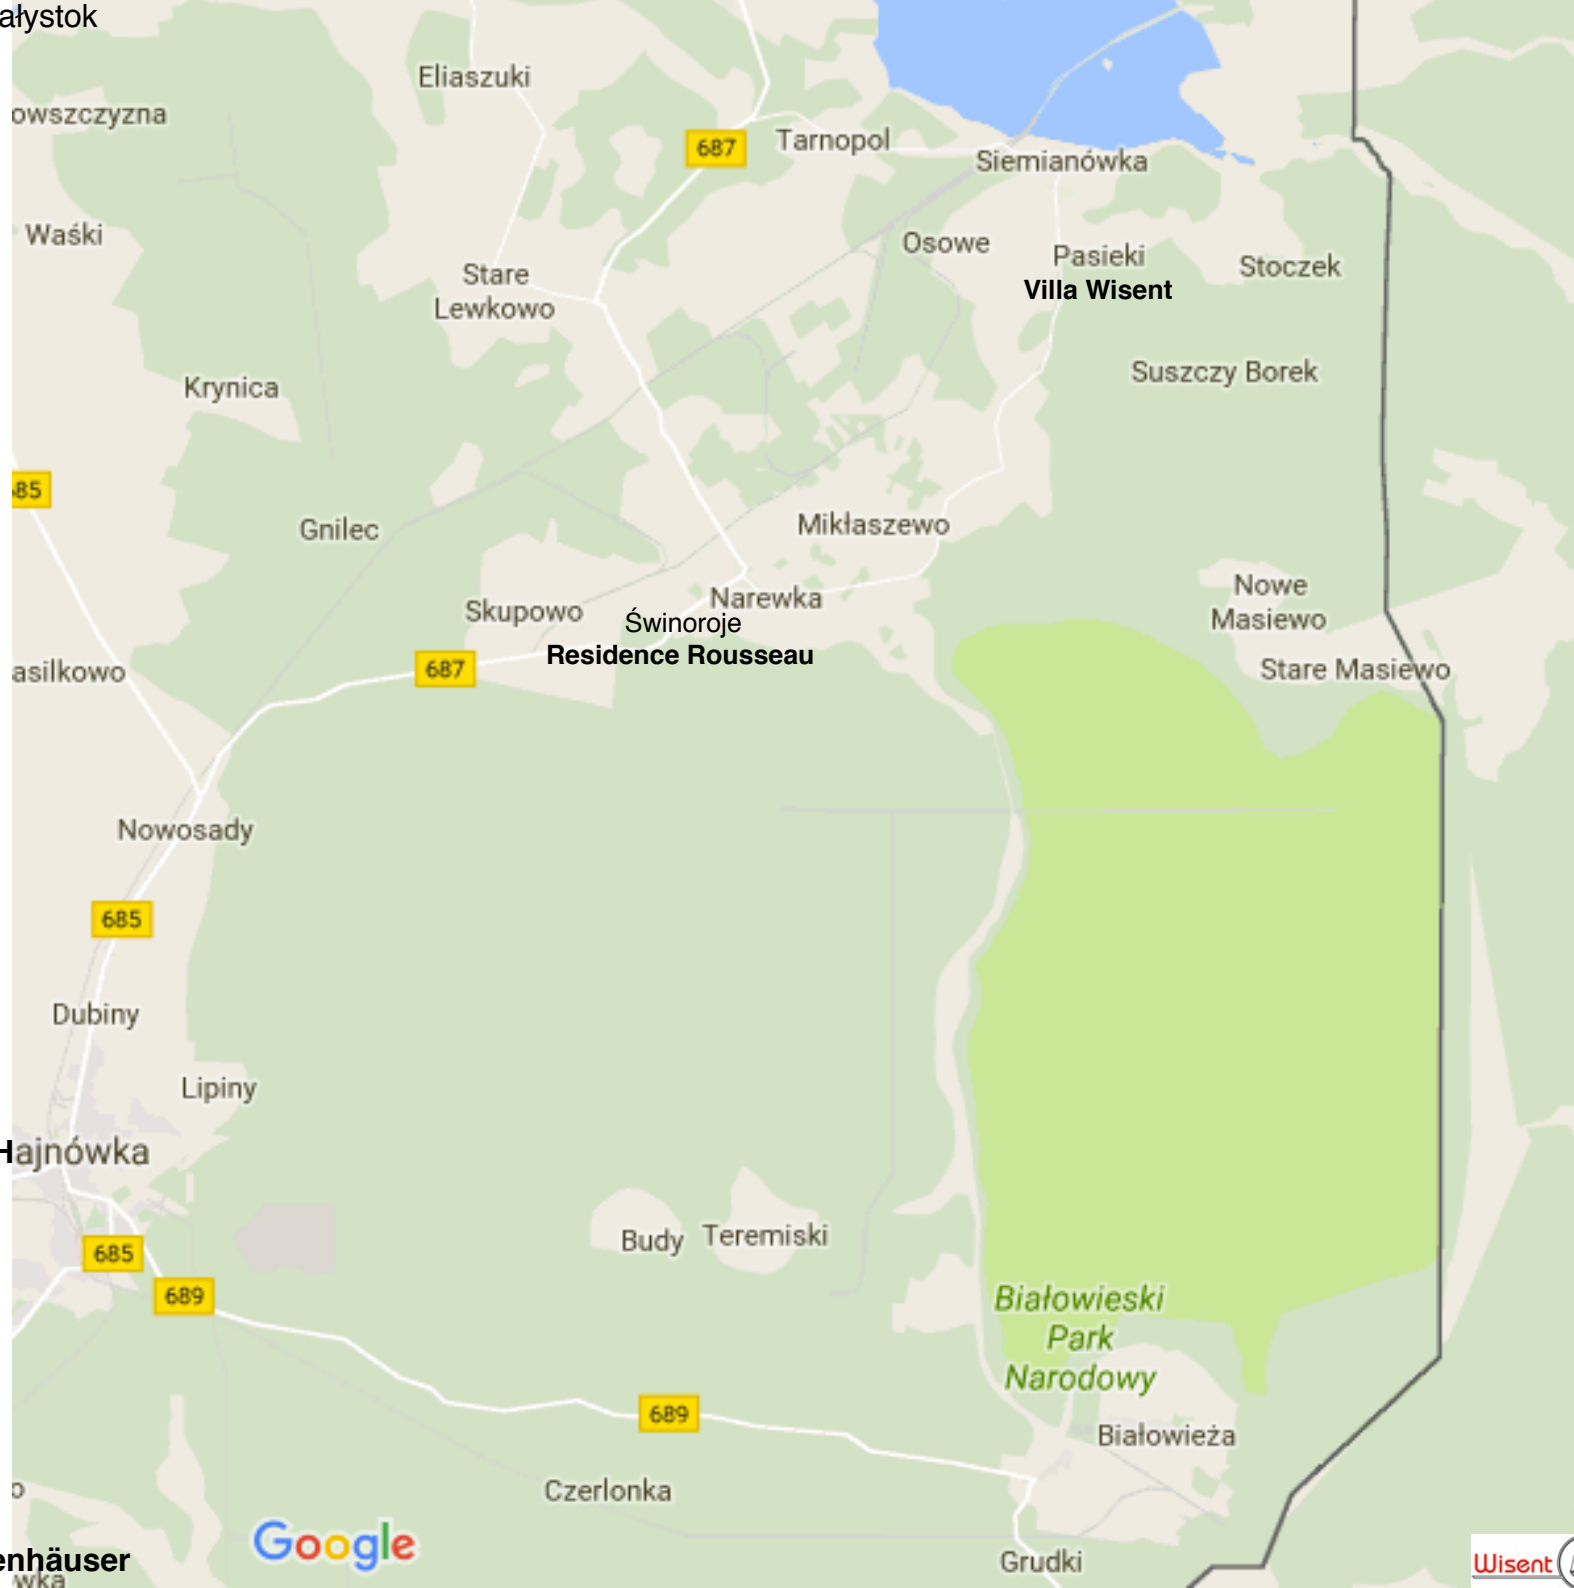 ałystok
Eliaszuki
owszczyzna
687
Tarnopol
Siemianówka
Waśki
Osowe
Pasieki
Villa Wisent
Stoczek
Stare
Lewkowo
Suszczy Borek
Krynica
685
Gnilec
Mikłaszewo
Nowe
Masiewo
Skupowo
Narewka
Świnoroje
Residence Rousseau
687
asilkowo
Stare Masiewo
Nowosady
685
Dubiny
Lipiny
Hajnówka
Budy
Teremiski
685
689
Białowieski
Park
Narodowy
689
Białowieża
Czerlonka
o
Google
enhäuser
wka
Grudki
Wisent